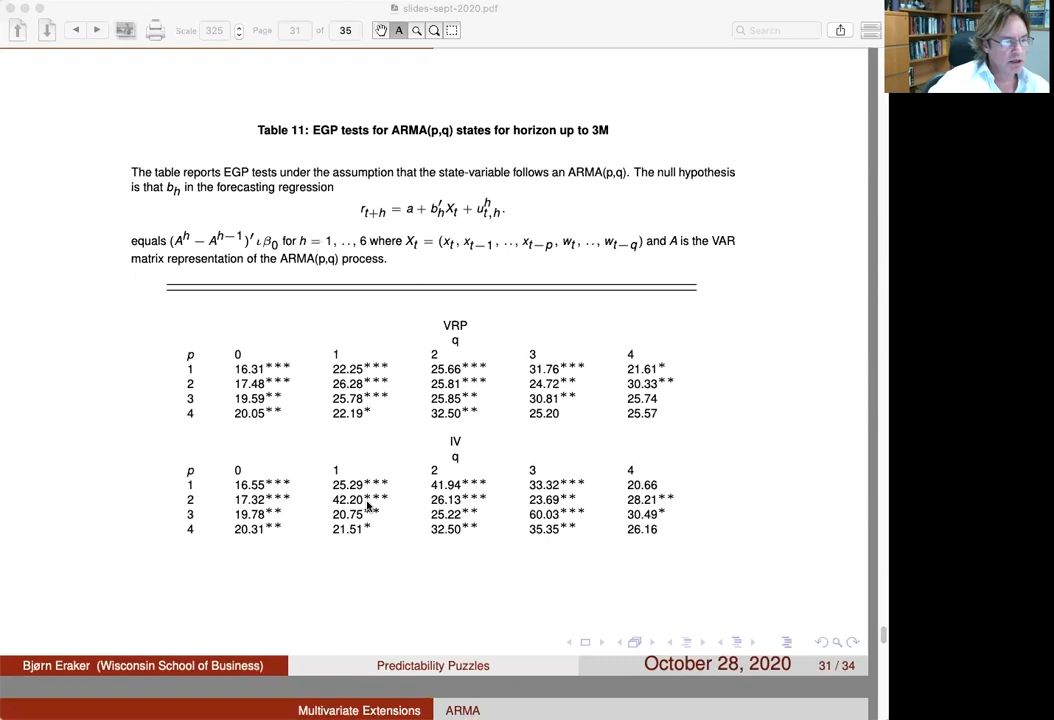 slides-sept-2020.pdf
Scale 325 Page 31 of 35 A Search
Table 11: EGP tests for ARMA(p,q) states for horizon up to 3M
The table reports EGP tests under the assumption that the state-variable follows an ARMA(p,q). The null hypothesis
is that b_h in the forecasting regression
r_{t+h} = a + b′_h X_t + u^h_{t,h}.
equals (A^h − A^{h−1})′ ιβ_0 for h = 1, . ., 6 where X_t = (x_t, x_{t−1}, . ., x_{t−p}, w_t, . ., w_{t−q}) and A is the VAR
matrix representation of the ARMA(p,q) process.
VRP
q
p 0 1 2 3 4
1 16.31*** 22.25*** 25.66*** 31.76*** 21.61*
2 17.48*** 26.28*** 25.81*** 24.72** 30.33**
3 19.59** 25.78*** 25.85** 30.81** 25.74
4 20.05** 22.19* 32.50** 25.20 25.57
IV
q
p 0 1 2 3 4
1 16.55*** 25.29*** 41.94*** 33.32*** 20.66
2 17.32*** 42.20*** 26.13*** 23.69** 28.21**
3 19.78** 20.75** 25.22** 60.03*** 30.49*
4 20.31** 21.51* 32.50** 35.35** 26.16
Bjørn Eraker (Wisconsin School of Business) Predictability Puzzles October 28, 2020 31 / 34
Multivariate Extensions ARMA